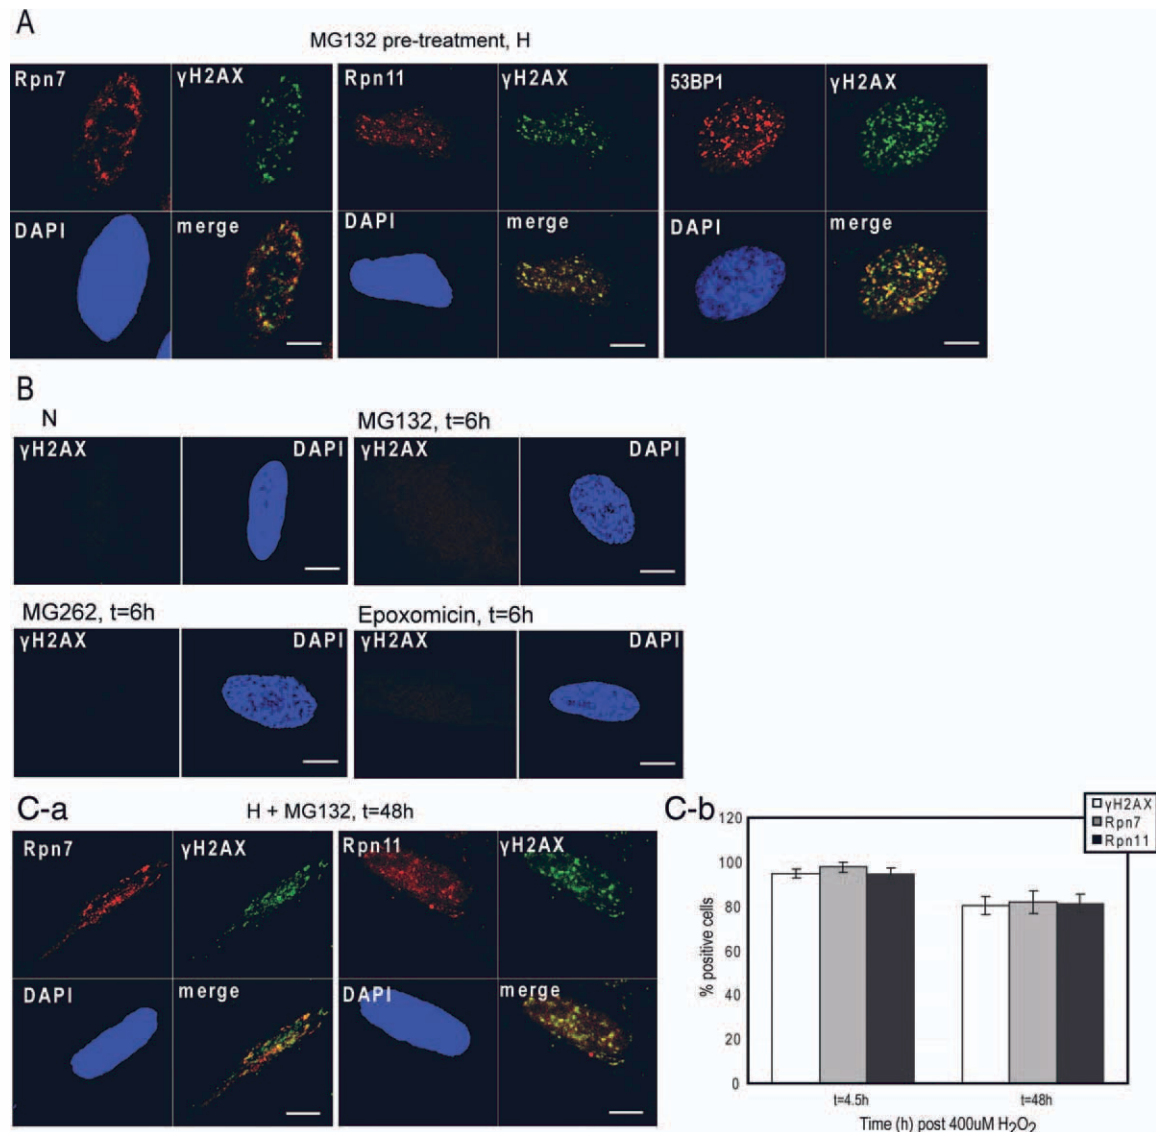 A
MG132 pre-treatment, H
Rpn7 γH2AX Rpn11 γH2AX 53BP1 γH2AX
DAPI merge DAPI merge DAPI merge
B
N
MG132, t=6h
γH2AX DAPI γH2AX DAPI
MG262, t=6h Epoxomicin, t=6h
γH2AX DAPI γH2AX DAPI
C-a
H + MG132, t=48h
Rpn7 γH2AX Rpn11 γH2AX
DAPI merge DAPI merge
C-b
γH2AX
Rpn7
Rpn11
120
100
80
60
40
20
0
% positive cells
t=4.5h t=48h
Time (h) post 400uM H₂O₂